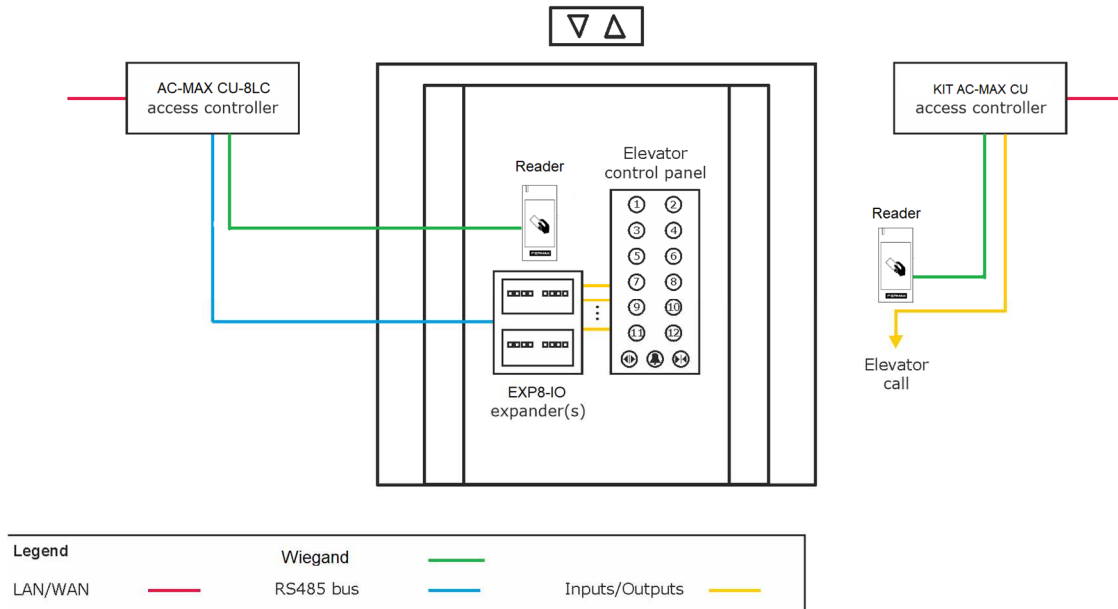 AC-MAX CU-8LC
access controller
KIT AC-MAX CU
access controller
Reader
Elevator
control panel
1 2
3 4
5 6
7 8
9 10
11 12
FERMAX
EXP8-IO
expander(s)
Reader
FERMAX
Elevator
call
Legend
Wiegand
LAN/WAN
RS485 bus
Inputs/Outputs